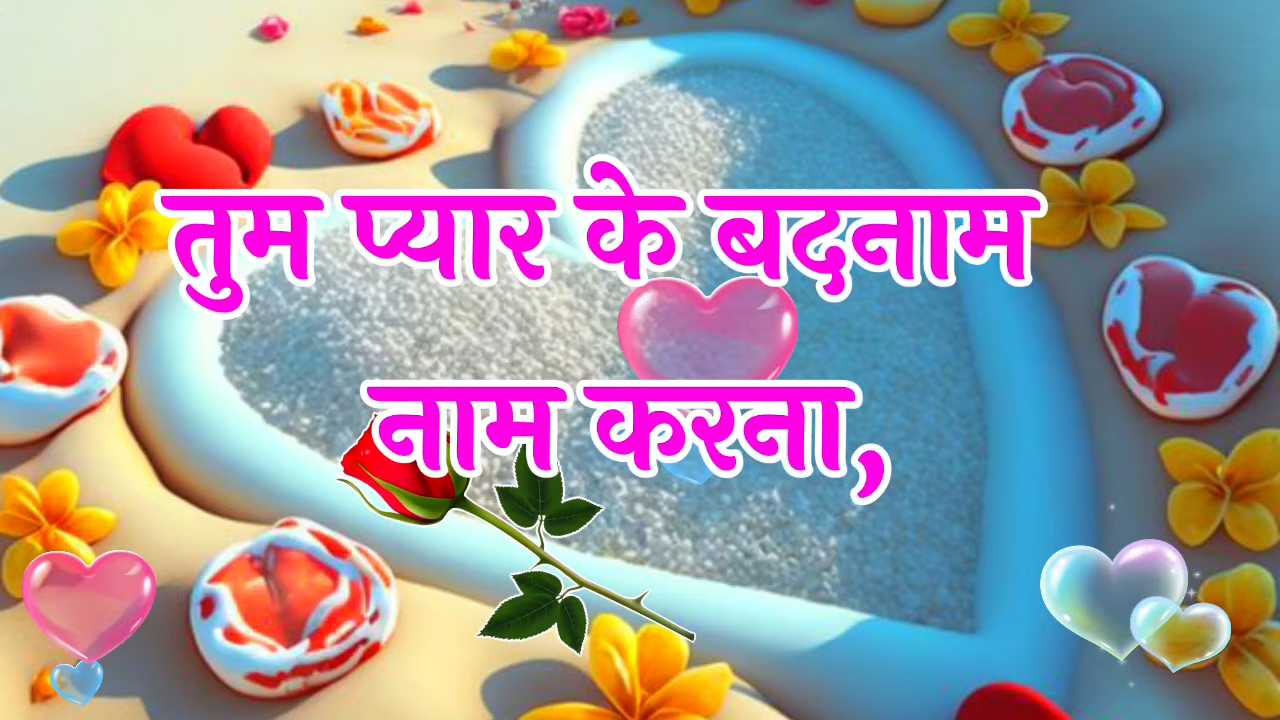 तुम प्यार के बदनाम
नाम करना,